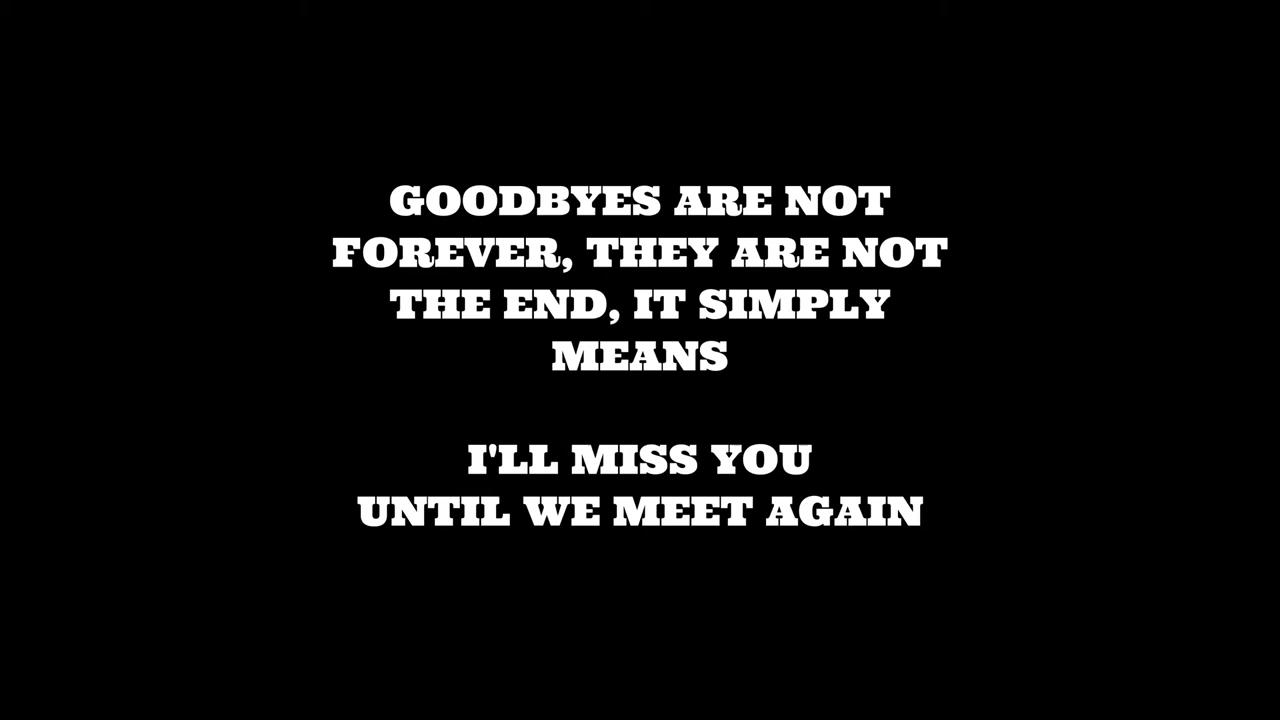 GOODBYES ARE NOT
FOREVER, THEY ARE NOT
THE END, IT SIMPLY
MEANS
I'LL MISS YOU
UNTIL WE MEET AGAIN